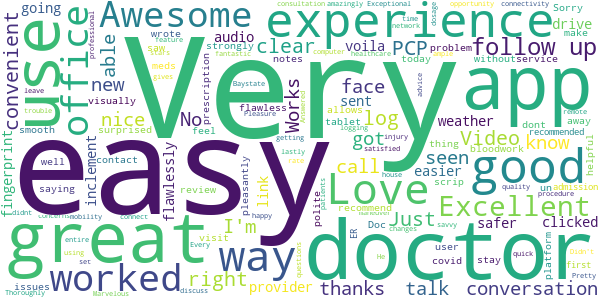 Very
easy
doctor
great
app
use
experience
good
Love
way
worked
Excellent
Awesome
office
follow up
conversation
able
audio
clear
PCP
drive
convenient
new
nice
No
Works
face
sent
log
got
weather
Video
know
seen
call
easier
scrip
link
I'm
right
visit
provider
thanks
talk
Just
safer
clicked
stay
user
covid
issues
inclement
fingerprint
flawlessly
review
contact
saying
well
visually
surprised
smooth
going
wrote
saw
meds
strongly
feel
voila
problem
today
notes
prescription
flawless
allows
tablet
logging
getting
injury
satisfied
lastly
pleasantly
polite
recommend
Doc
ER
changes
savvy
He
questions
patients
house
advice
thing
bloodwork
dont
recommended
away
remote
helpful
un
admission
quality
procedure
platform
first
quick
Pretty
happy
Every
discuss
Marvelous
Thoroughly
entire
using
set
connect
mobility
concerns
didnt
trouble
leave
professional
feature
gives
fantastic
Baystate
Pleasure
computer
healthcare
without
service
consultation
amazingly
Exceptional
time
network
dosage
opportunity
connectivity
Sorry
make